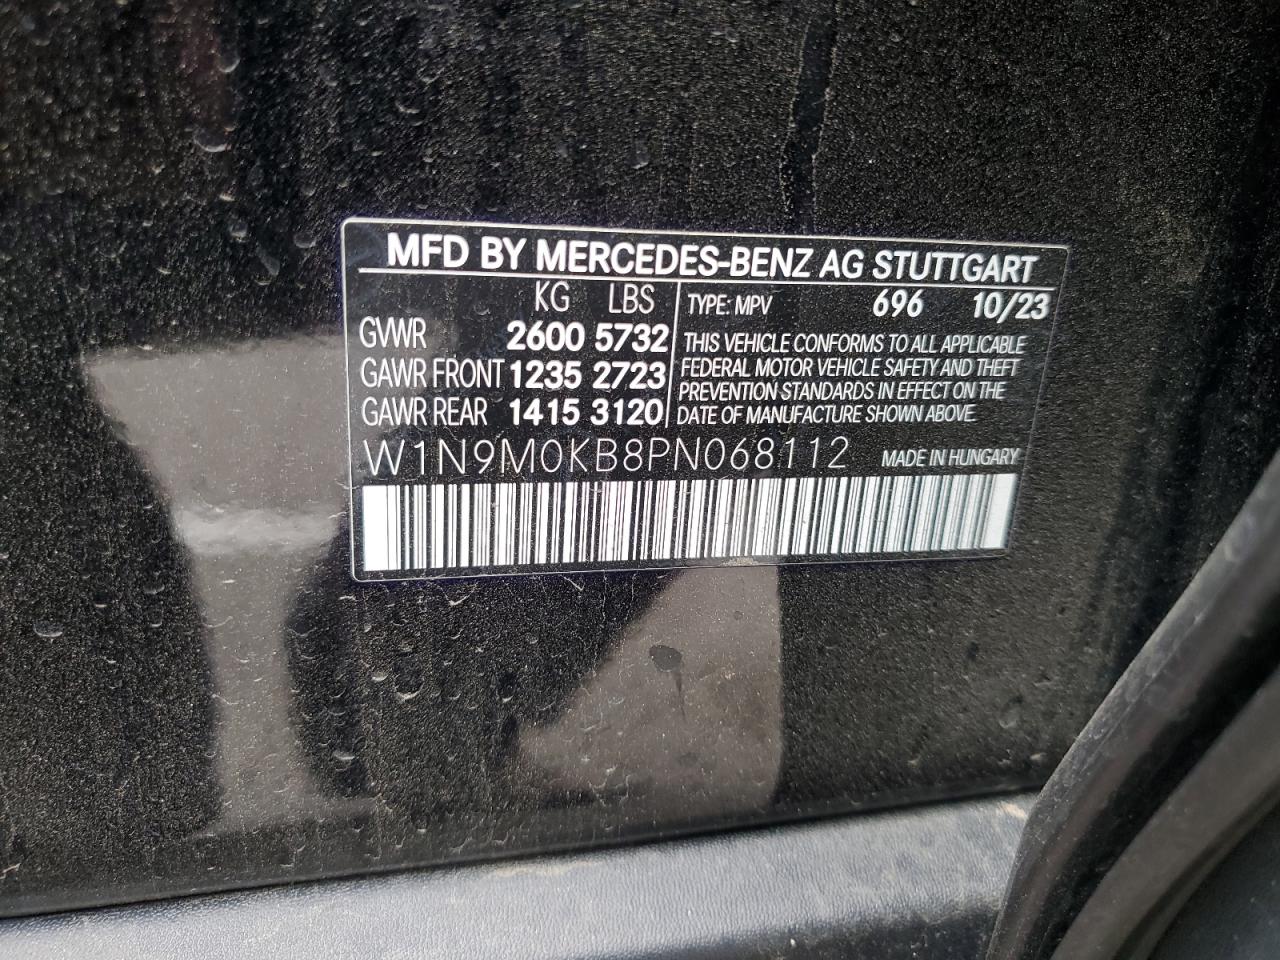 MFD BY MERCEDES-BENZ AG STUTTGART
KG LBS TYPE: MPV 696 10/23
GVWR 2600 5732 THIS VEHICLE CONFORMS TO ALL APPLICABLE
GAWR FRONT 1235 2723 FEDERAL MOTOR VEHICLE SAFETY AND THEFT
PREVENTION STANDARDS IN EFFECT ON THE
GAWR REAR 1415 3120 DATE OF MANUFACTURE SHOWN ABOVE.
W1N9M0KB8PN068112 MADE IN HUNGARY